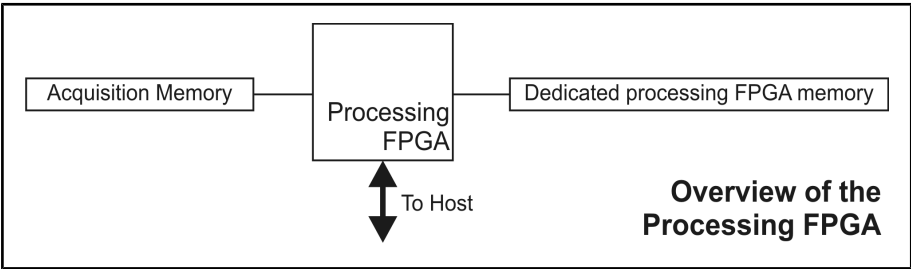 Acquisition Memory
Processing
FPGA
Dedicated processing FPGA memory
To Host
Overview of the
Processing FPGA